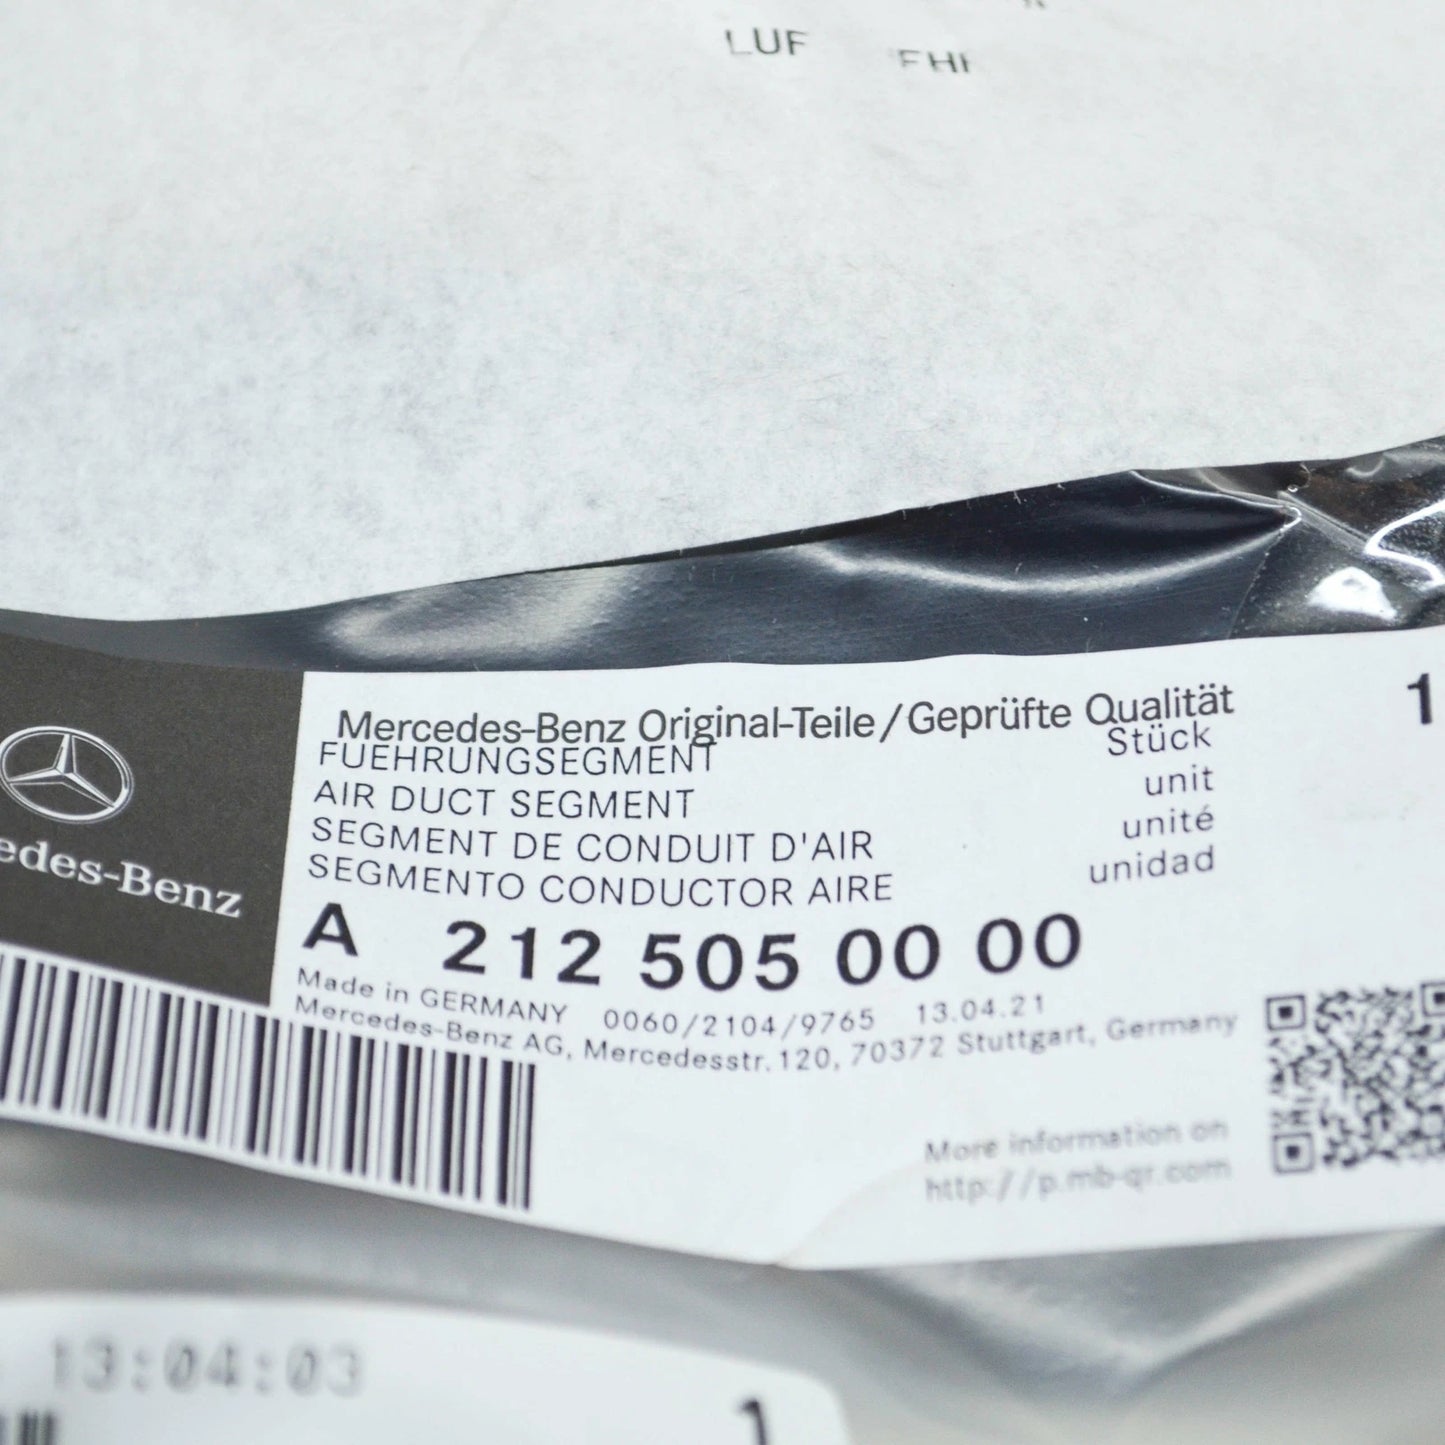 LUF
Mercedes-Benz Original-Teile/Geprüfte Qualität
1
FUEHRUNGSEGMENT
Stück
AIR DUCT SEGMENT
unit
SEGMENT DE CONDUIT D'AIR
unité
SEGMENTO CONDUCTOR AIRE
unidad
edes-Benz
A 212 505 00 00
Made in GERMANY 0060/2104/9765 13.04.21
Mercedes-Benz AG, Mercedesstr. 120, 70372 Stuttgart, Germany
More information on
http://p.mb-qr.com
13:04:03
1